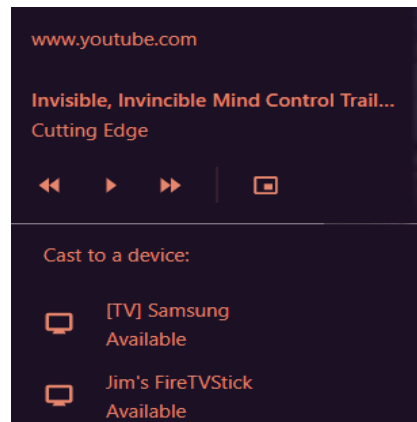 www.youtube.com
Invisible, Invincible Mind Control Trail...
Cutting Edge
Cast to a device:
[TV] Samsung
Available
Jim's FireTVStick
Available